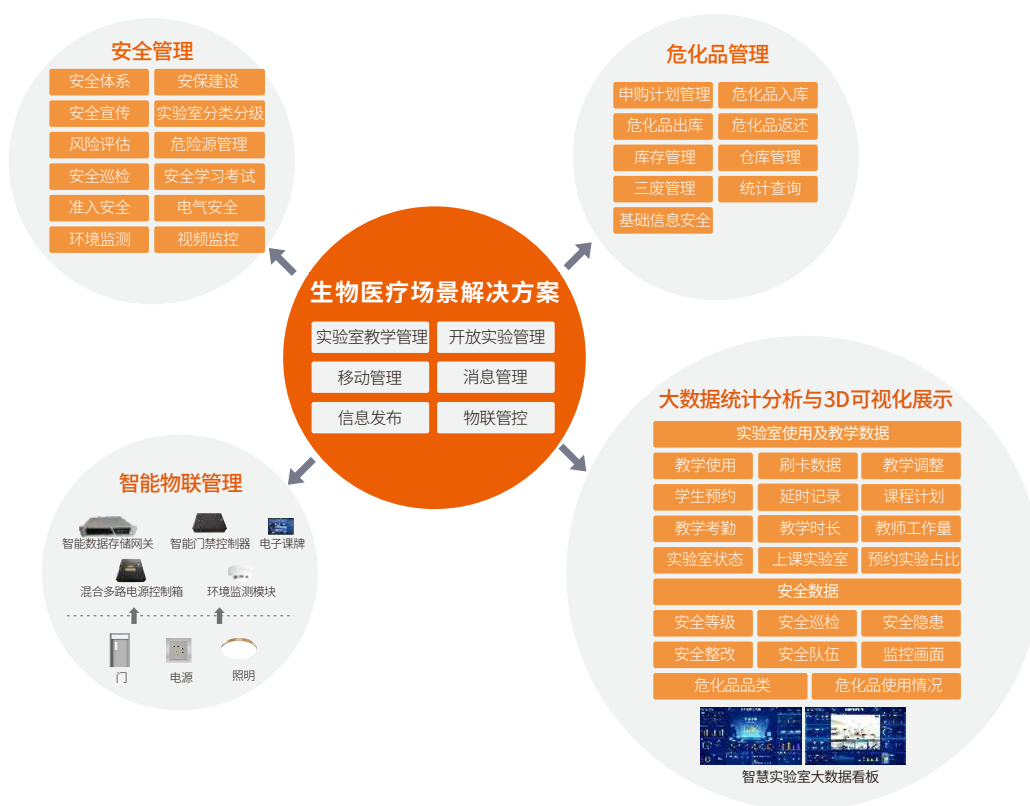 安全管理
安全体系 安保建设
安全宣传 实验室分类分级
风险评估 危险源管理
安全巡检 安全学习考试
准入安全 电气安全
环境监测 视频监控
危化品管理
申购计划管理 危化品入库
危化品出库 危化品返还
库存管理 仓库管理
三废管理 统计查询
基础信息安全
生物医疗场景解决方案
实验室教学管理 开放实验管理
移动管理 消息管理
信息发布 物联管控
智能物联管理
智能数据存储网关 智能门禁控制器 电子课牌
混合多路电源控制箱 环境监测模块
门 电源 照明
大数据统计分析与3D可视化展示
实验室使用及教学数据
教学使用 刷卡数据 教学调整
学生预约 延时记录 课程计划
教学考勤 教学时长 教师工作量
实验室状态 上课实验室 预约实验占比
安全数据
安全等级 安全巡检 安全隐患
安全整改 安全队伍 监控画面
危化品品类 危化品使用情况
智慧实验室大数据看板